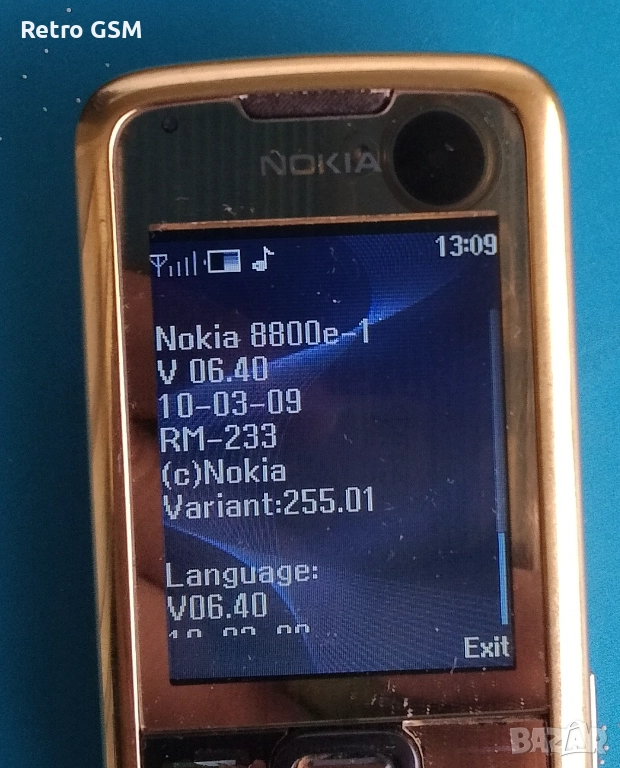 Retro GSM
NOKIA
13:09
Nokia 8800e-1
V 06.40
10-03-09
RM-233
(c)Nokia
Variant:255.01
Language:
V06.40
Exit
BAZAR